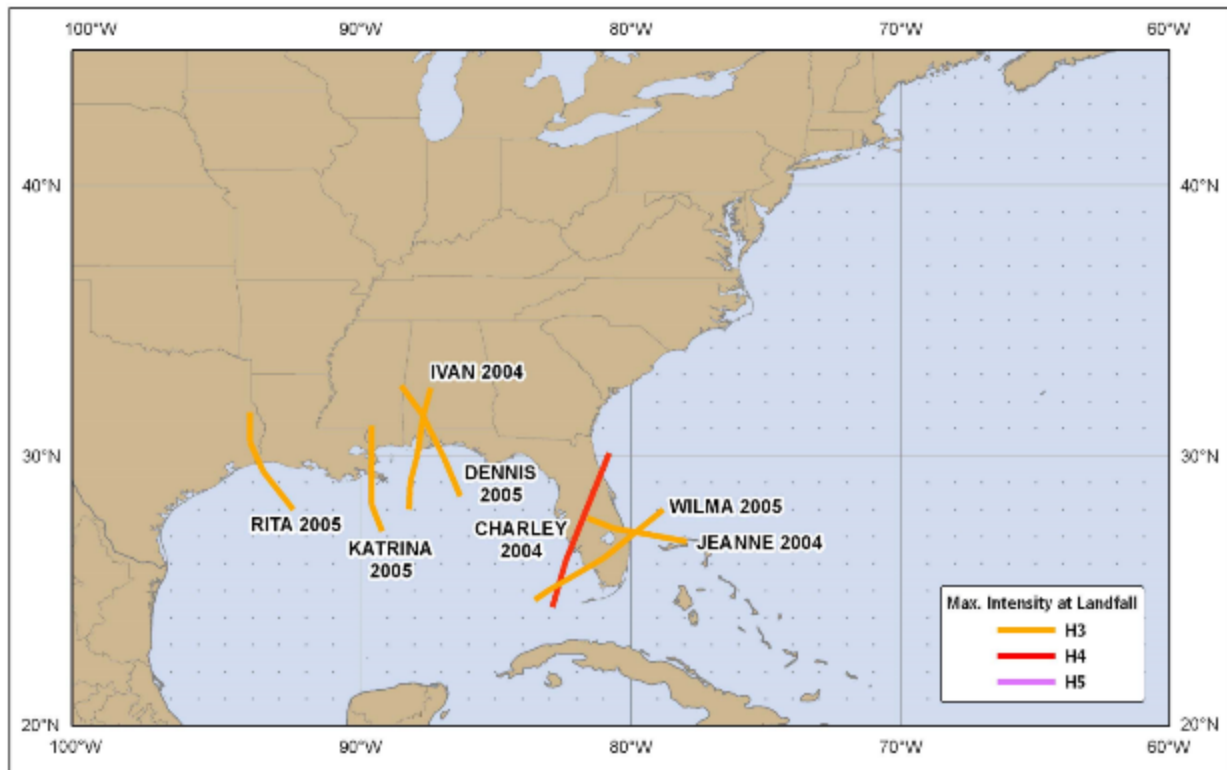 100°W 90°W 80°W 70°W 60°W
40°N 40°N
IVAN 2004
30°N 30°N
DENNIS
2005
WILMA 2005
RITA 2005
CHARLEY
2004
JEANNE 2004
KATRINA
2005
Max. Intensity at Landfall
H3
H4
H5
20°N 20°N
100°W 90°W 80°W 70°W 60°W